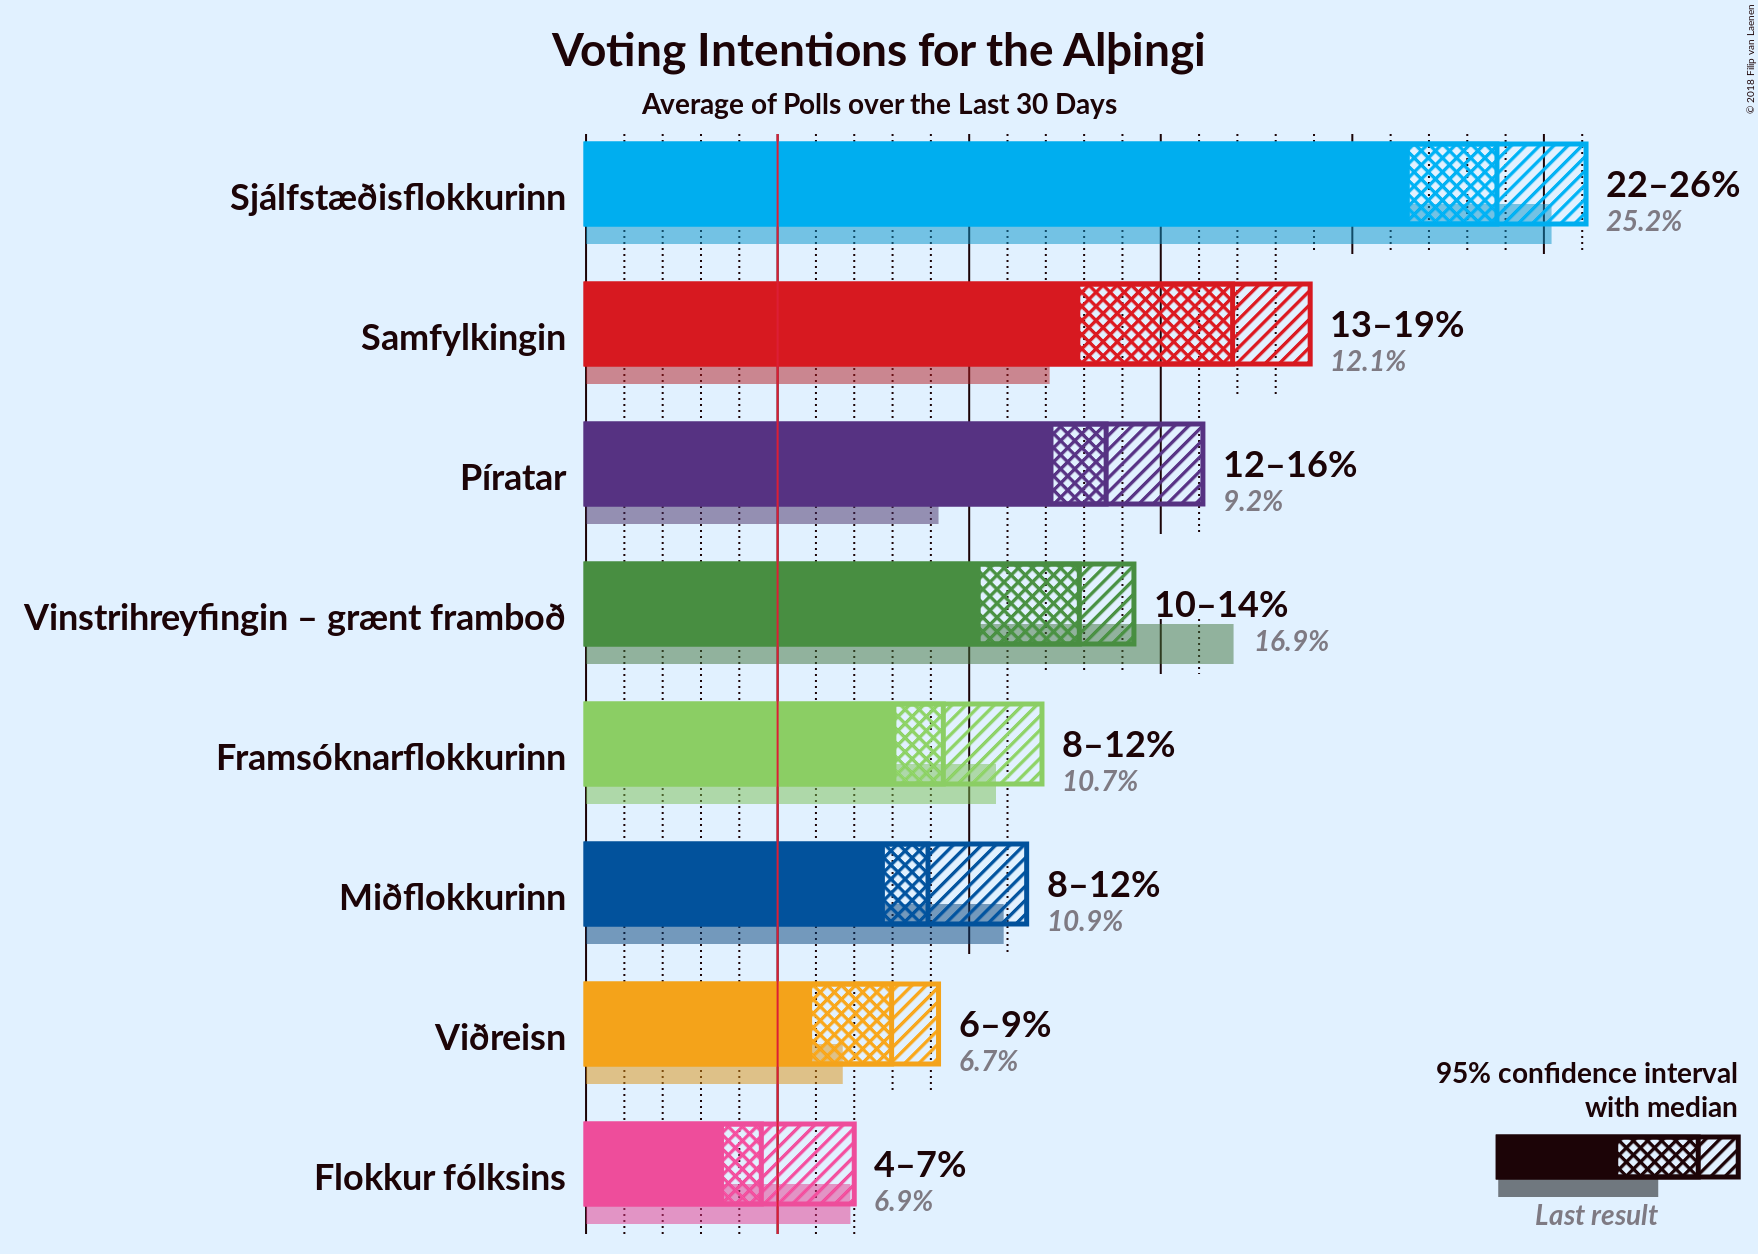 © 2018 Filip van Laenen
Voting Intentions for the Alþingi
Average of Polls over the Last 30 Days
Sjálfstæðisflokkurinn
22–26%
25.2%
Samfylkingin
13–19%
12.1%
Píratar
12–16%
9.2%
Vinstrihreyfingin – grænt framboð
10–14%
16.9%
Framsóknarflokkurinn
8–12%
10.7%
Miðflokkurinn
8–12%
10.9%
Viðreisn
6–9%
6.7%
Flokkur fólksins
4–7%
6.9%
95% confidence interval
with median
Last result